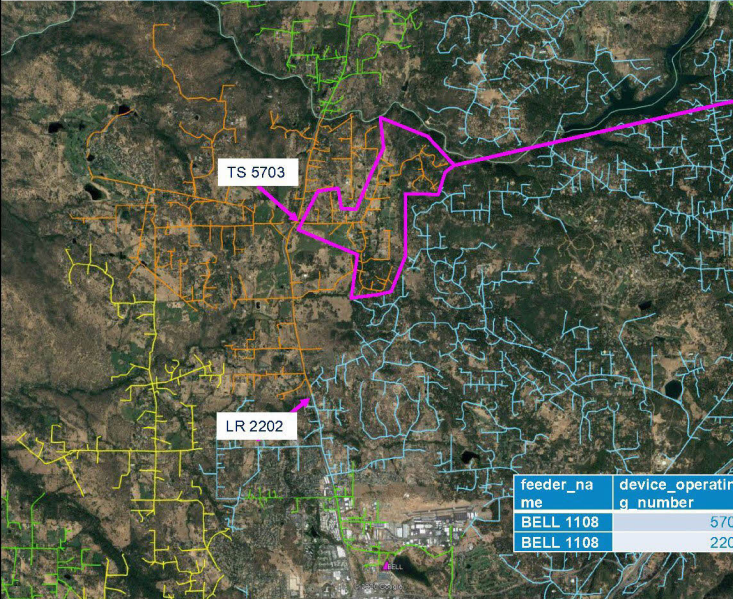 TS 5703
LR 2202
feeder_na device_operatin
me g_number
BELL 1108 570
BELL 1108 220
BELL